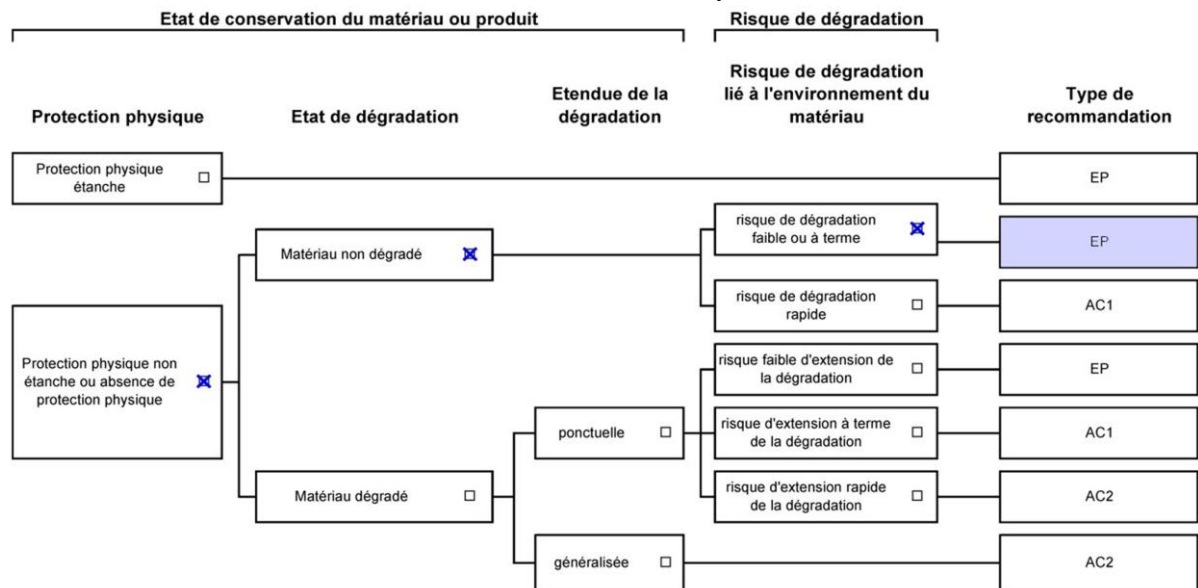 Etat de conservation du matériau ou produit
Risque de dégradation
Protection physique
Etat de dégradation
Etendue de la
dégradation
Risque de dégradation
lié à l'environnement du
matériau
Type de
recommandation
Protection physique
étanche
EP
risque de dégradation
faible ou à terme
EP
Matériau non dégradé
risque de dégradation
rapide
AC1
Protection physique non
étanche ou absence de
protection physique
risque faible d'extension de
la dégradation
EP
ponctuelle
risque d'extension à terme
de la dégradation
AC1
Matériau dégradé
risque d'extension rapide
de la dégradation
AC2
généralisée
AC2